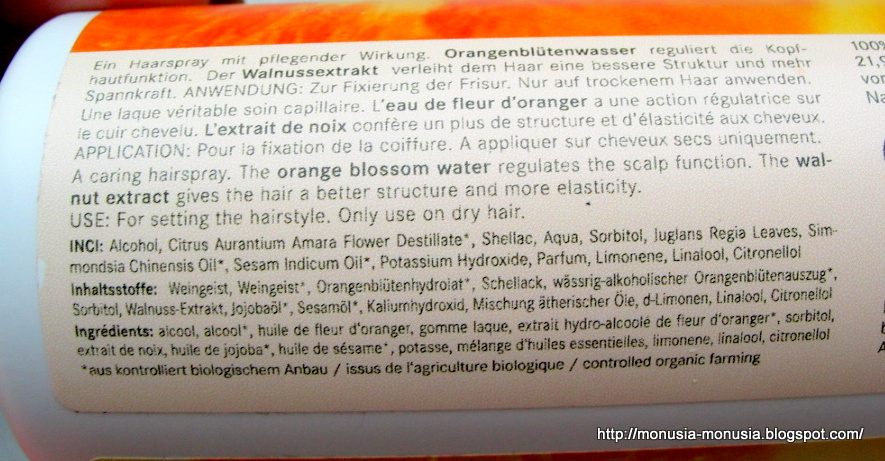 Ein Haarspray mit pflegender Wirkung. Orangenblütenwasser reguliert die Kopf-
hautfunktion. Der Walnussextrakt verleiht dem Haar eine bessere Struktur und mehr
Spannkraft. ANWENDUNG: Zur Fixierung der Frisur. Nur auf trockenem Haar anwenden.
Une laque véritable soin capillaire. L'eau de fleur d'oranger a une action régulatrice sur
le cuir chevelu. L'extrait de noix confère un plus de structure et d'élasticité aux cheveux.
APPLICATION: Pour la fixation de la coiffure. A appliquer sur cheveux secs uniquement.
A caring hairspray. The orange blossom water regulates the scalp function. The wal-
nut extract gives the hair a better structure and more elasticity.
USE: For setting the hairstyle. Only use on dry hair.
INCI: Alcohol, Citrus Aurantium Amara Flower Destillate*, Shellac, Aqua, Sorbitol, Juglans Regia Leaves, Sim-
mondsia Chinensis Oil*, Sesam Indicum Oil*, Potassium Hydroxide, Parfum, Limonene, Linalool, Citronellol
Inhaltsstoffe: Weingeist, Weingeist*, Orangenblütenhydrolat*, Schellack, wässrig-alkoholischer Orangenblütenauszug*,
Sorbitol, Walnuss-Extrakt, Jojobaöl*, Sesamöl*, Kaliumhydroxid, Mischung ätherischer Öle, d-Limonen, Linalool, Citronellol
Ingrédients: alcool, alcool*, huile de fleur d'oranger, gomme laque, extrait hydro-alcoole de fleur d'oranger*, sorbitol,
extrait de noix, huile de jojoba*, huile de sésame*, potasse, mélange d'huiles essentielles, limonene, linalool, citronellol
*aus kontrolliert biologischem Anbau / issus de l'agriculture biologique / controlled organic farming
100%
21,9
vor
Na
http://monusia-monusia.blogspot.com/